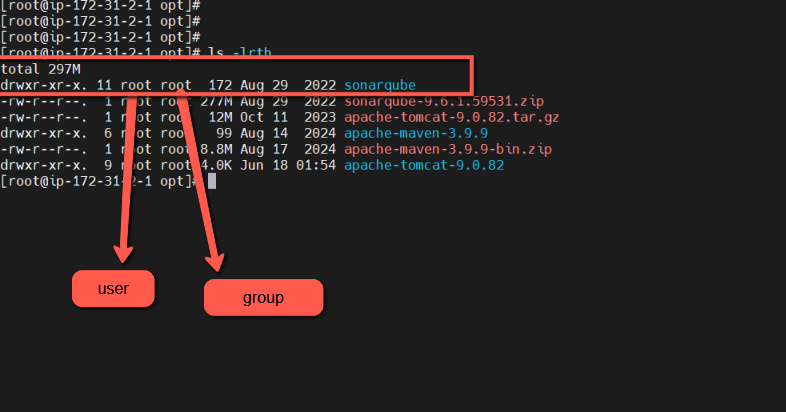 [root@ip-172-31-2-1 opt]#
[root@ip-172-31-2-1 opt]#
[root@ip-172-31-2-1 opt]#
[root@ip-172-31-2-1 opt]# ls -lrth
total 297M
drwxr-xr-x. 11 root root 172 Aug 29 2022 sonarqube
-rw-r--r--. 1 root root 277M Aug 29 2022 sonarqube-9.6.1.59531.zip
-rw-r--r--. 1 root root 12M Oct 11 2023 apache-tomcat-9.0.82.tar.gz
drwxr-xr-x. 6 root root 99 Aug 14 2024 apache-maven-3.9.9
-rw-r--r--. 1 root root 8.8M Aug 17 2024 apache-maven-3.9.9-bin.zip
drwxr-xr-x. 9 root root 4.0K Jun 18 01:54 apache-tomcat-9.0.82
[root@ip-172-31-2-1 opt]#
user
group